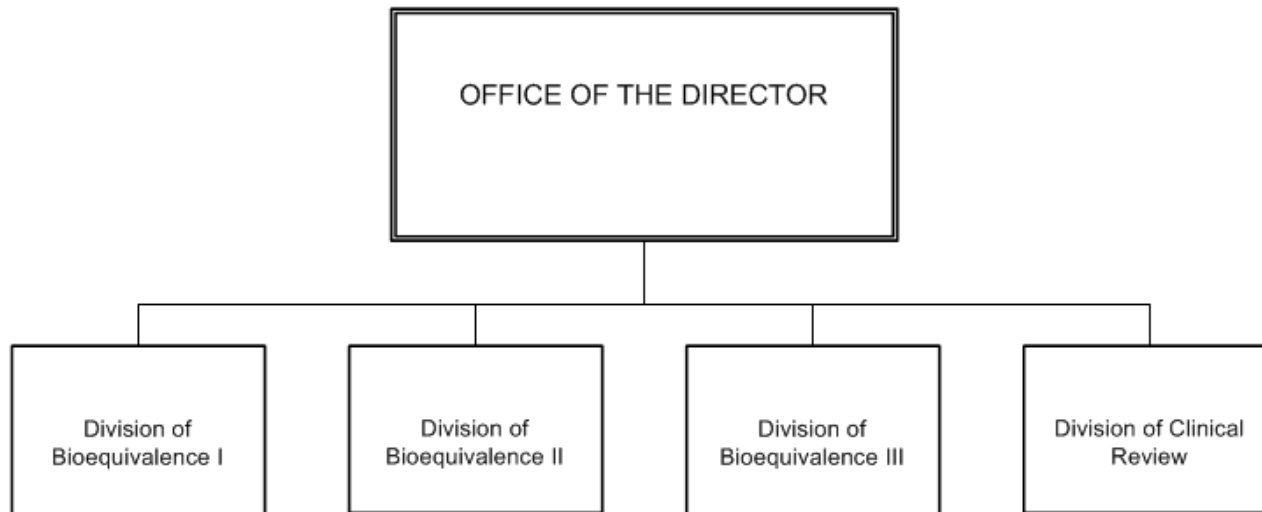 OFFICE OF THE DIRECTOR
Division of
Bioequivalence I
Division of
Bioequivalence II
Division of
Bioequivalence III
Division of Clinical
Review